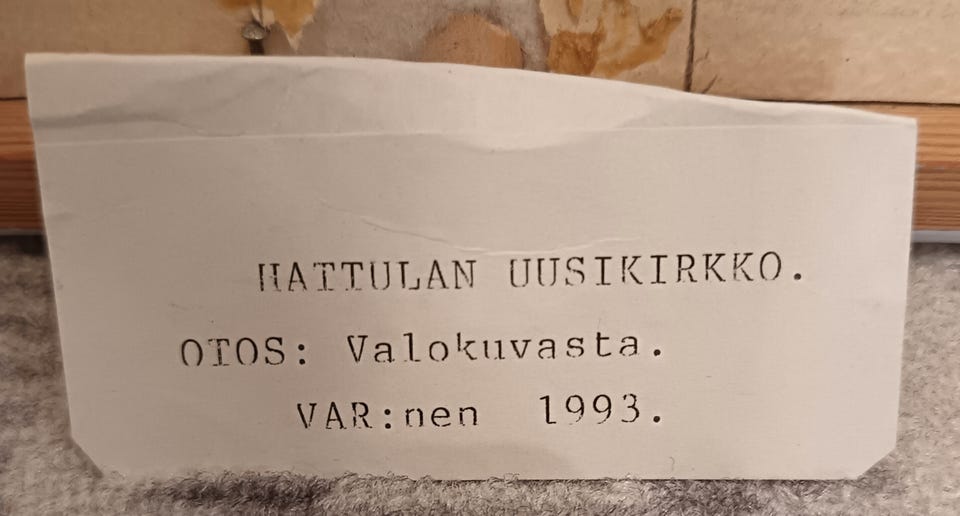 HATTULAN UUSIKIRKKO.
OTOS: Valokuvasta.
VAR:nen 1993.